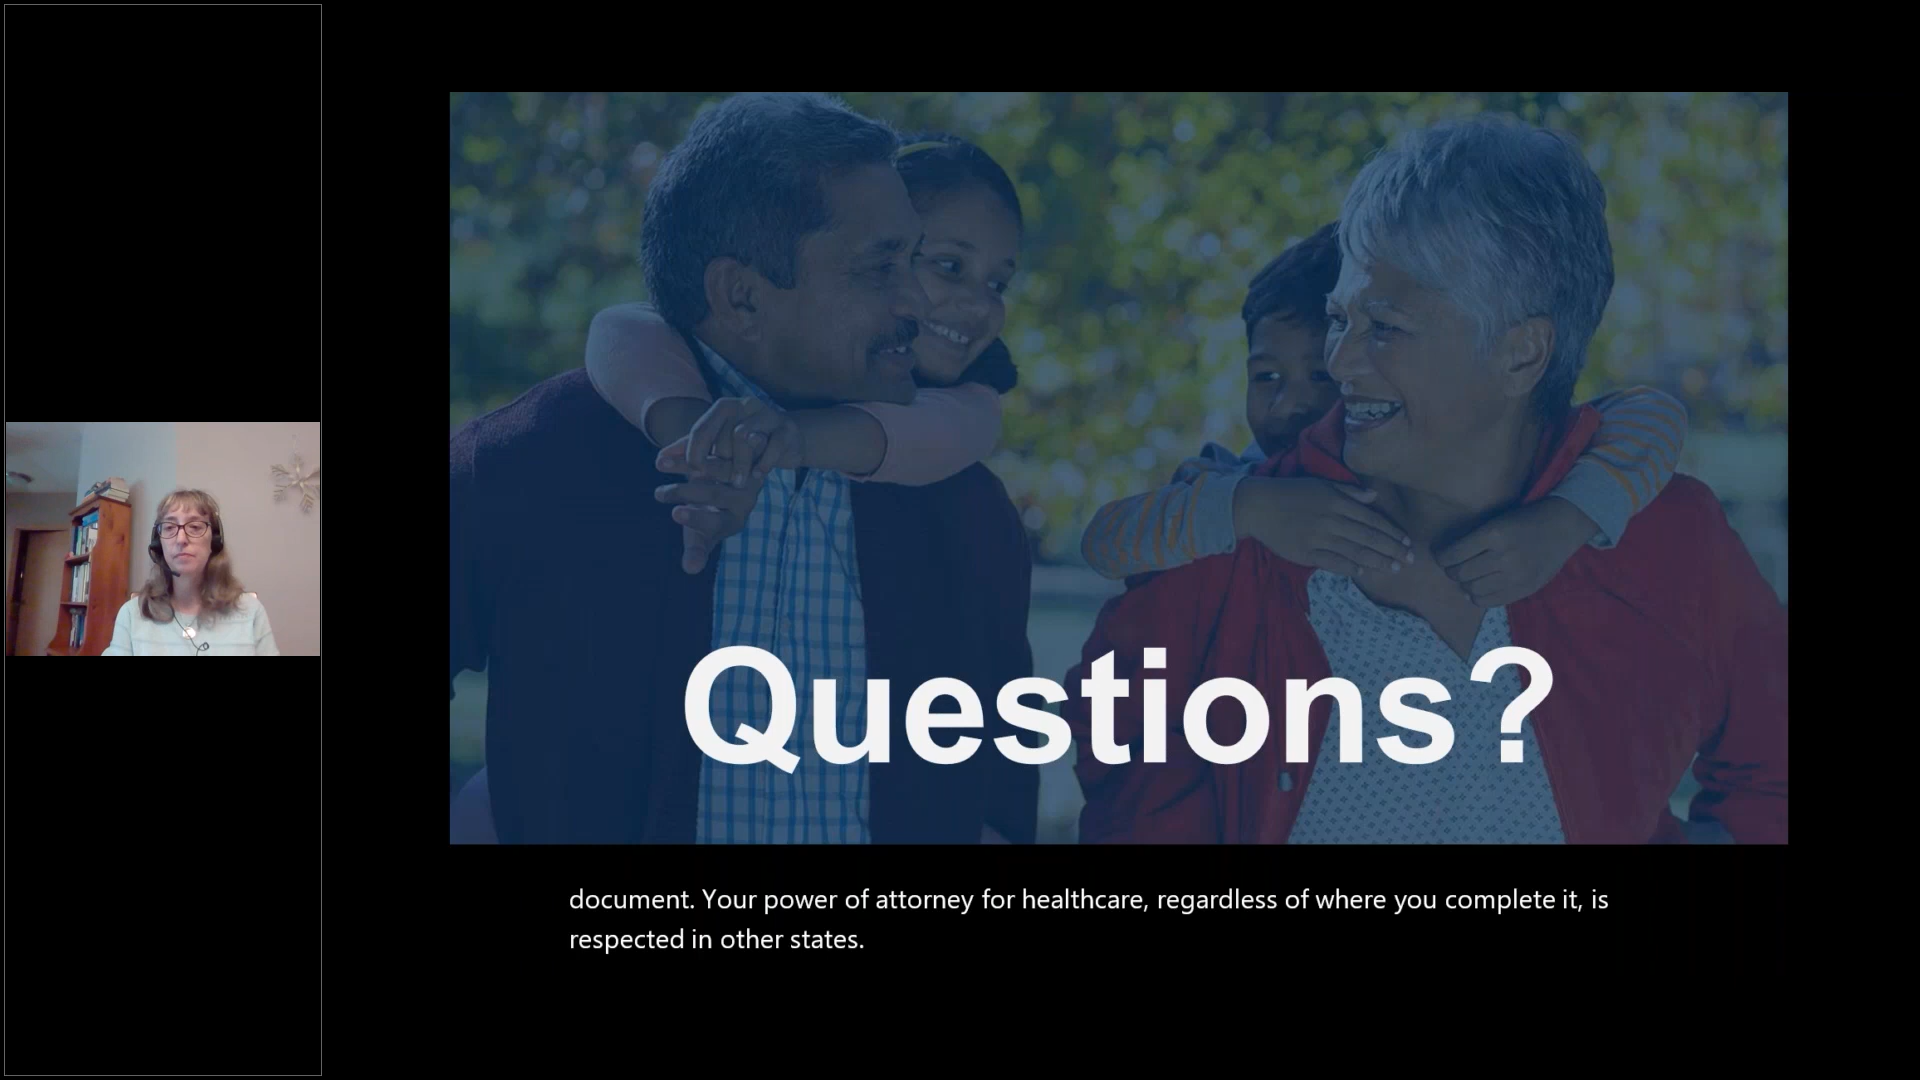 Questions?
document. Your power of attorney for healthcare, regardless of where you complete it, is
respected in other states.